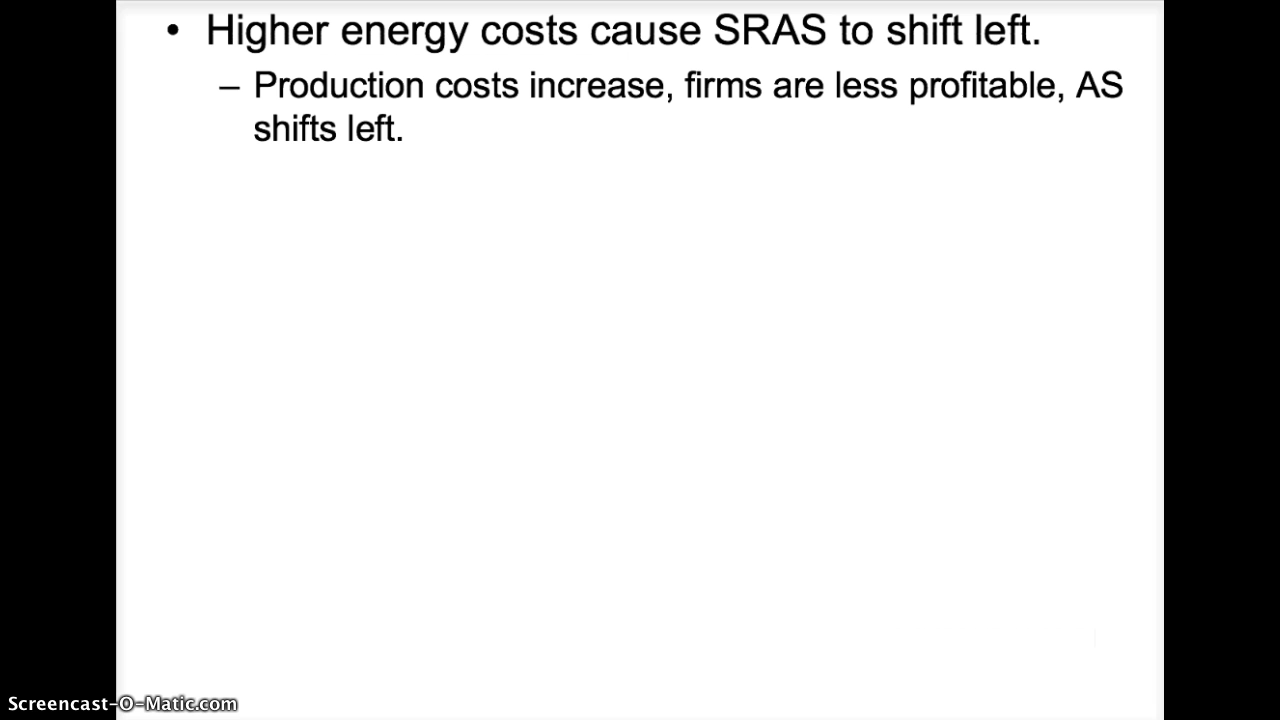 • Higher energy costs cause SRAS to shift left.
– Production costs increase, firms are less profitable, AS
shifts left.
Screencast-O-Matic.com